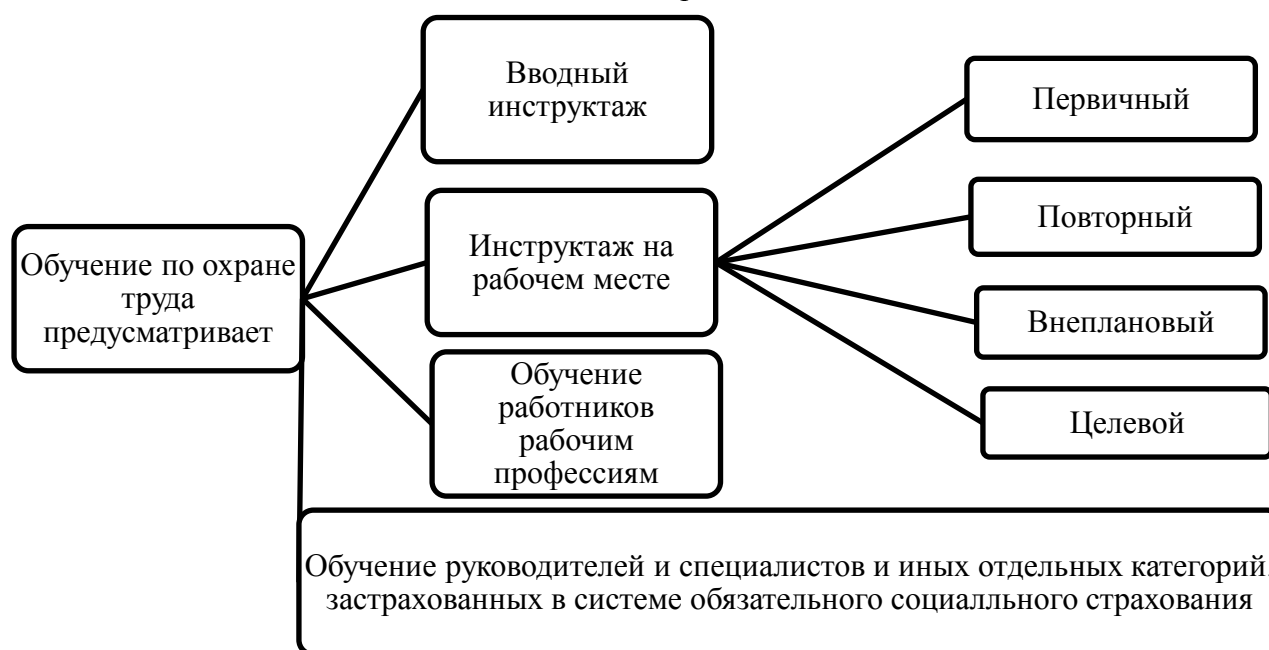 Вводный
инструктаж
Первичный
Повторный
Обучение по охране
труда
предусматривает
Инструктаж на
рабочем месте
Внеплановый
Обучение
работников
рабочим
профессиям
Целевой
Обучение руководителей и специалистов и иных отдельных категорий
застрахованных в системе обязательного социалльного страхования